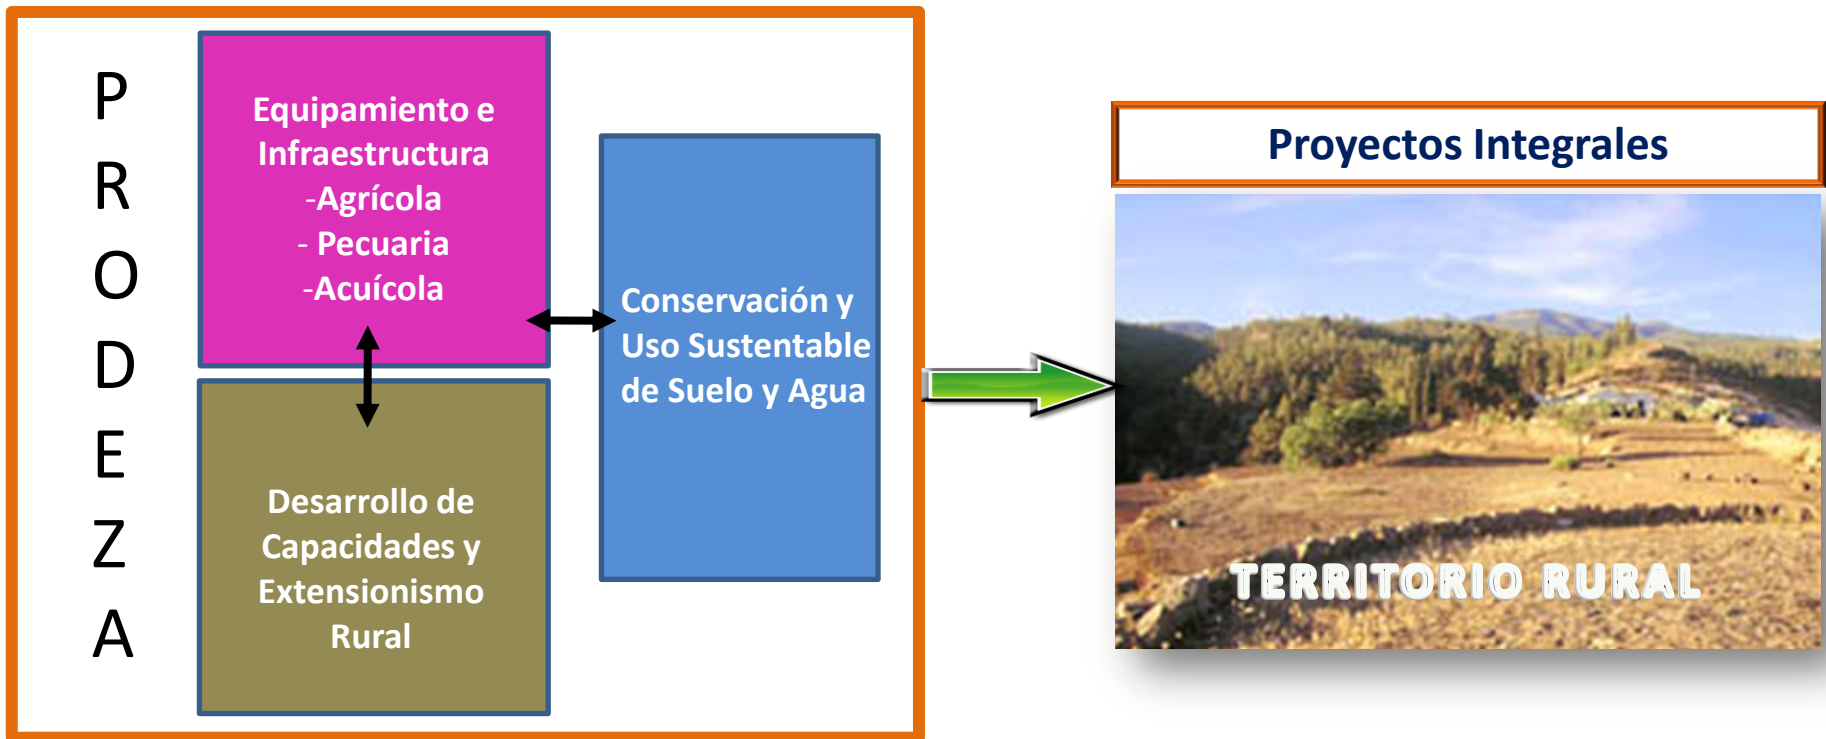 P
R
O
D
E
Z
A
Equipamiento e
Infraestructura
-Agrícola
- Pecuaria
-Acuícola
Desarrollo de
Capacidades y
Extensionismo
Rural
Conservación y
Uso Sustentable
de Suelo y Agua
Proyectos Integrales
TERRITORIO RURAL